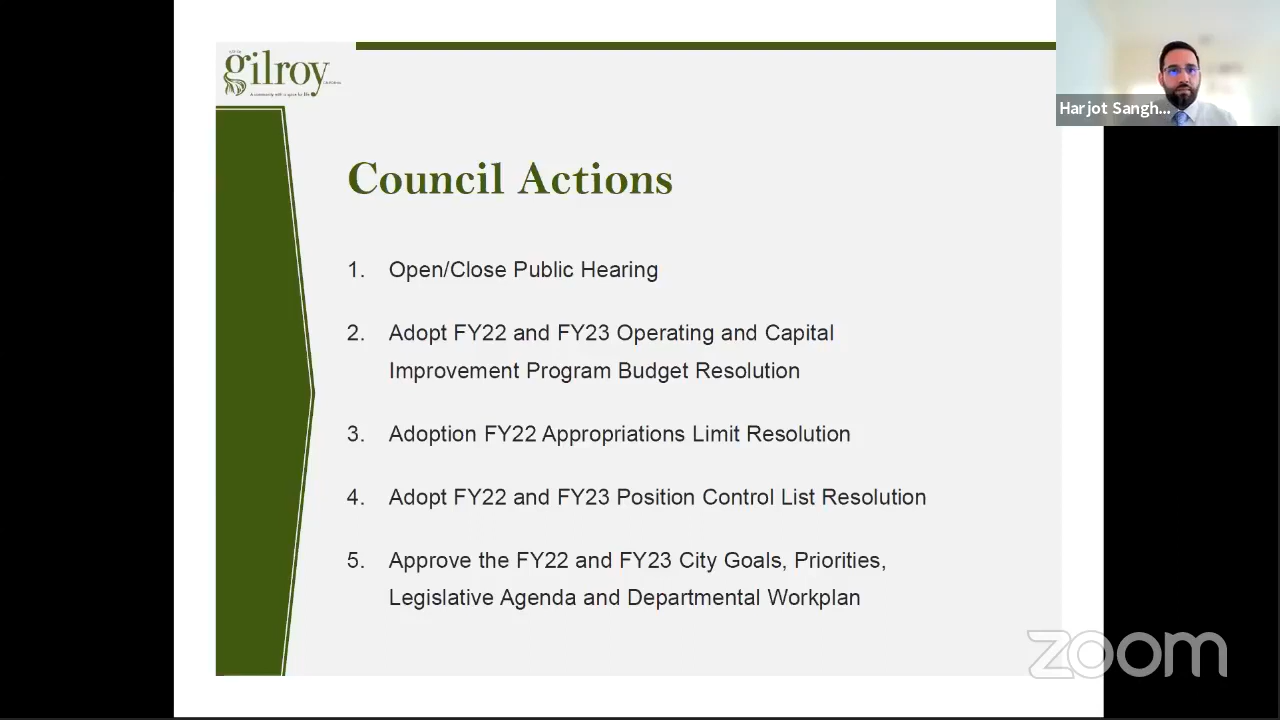 gilroy
Harjot Sangh...
Council Actions
1. Open/Close Public Hearing
2. Adopt FY22 and FY23 Operating and Capital
Improvement Program Budget Resolution
3. Adoption FY22 Appropriations Limit Resolution
4. Adopt FY22 and FY23 Position Control List Resolution
5. Approve the FY22 and FY23 City Goals, Priorities,
Legislative Agenda and Departmental Workplan
zoom